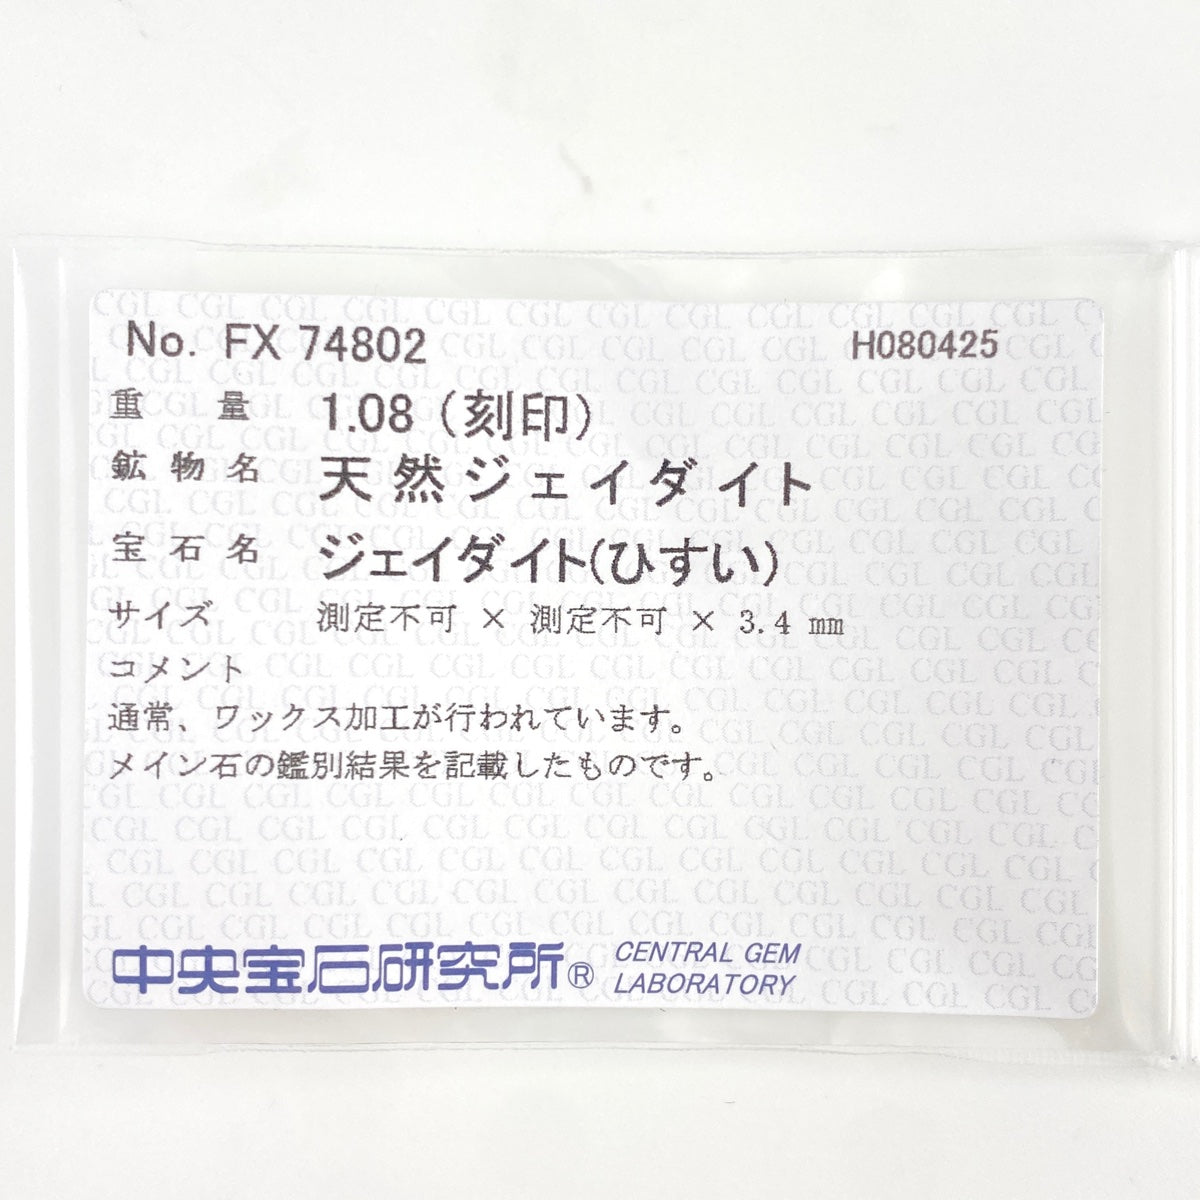 No. FX 74802 H080425
重量 1.08 (刻印)
鉱物名 天然ジェイダイト
宝石名 ジェイダイト(ひすい)
サイズ 測定不可 × 測定不可 × 3.4 mm
コメント
通常、ワックス加工が行われています。
メイン石の鑑別結果を記載したものです。
中央宝石研究所® CENTRAL GEM
LABORATORY